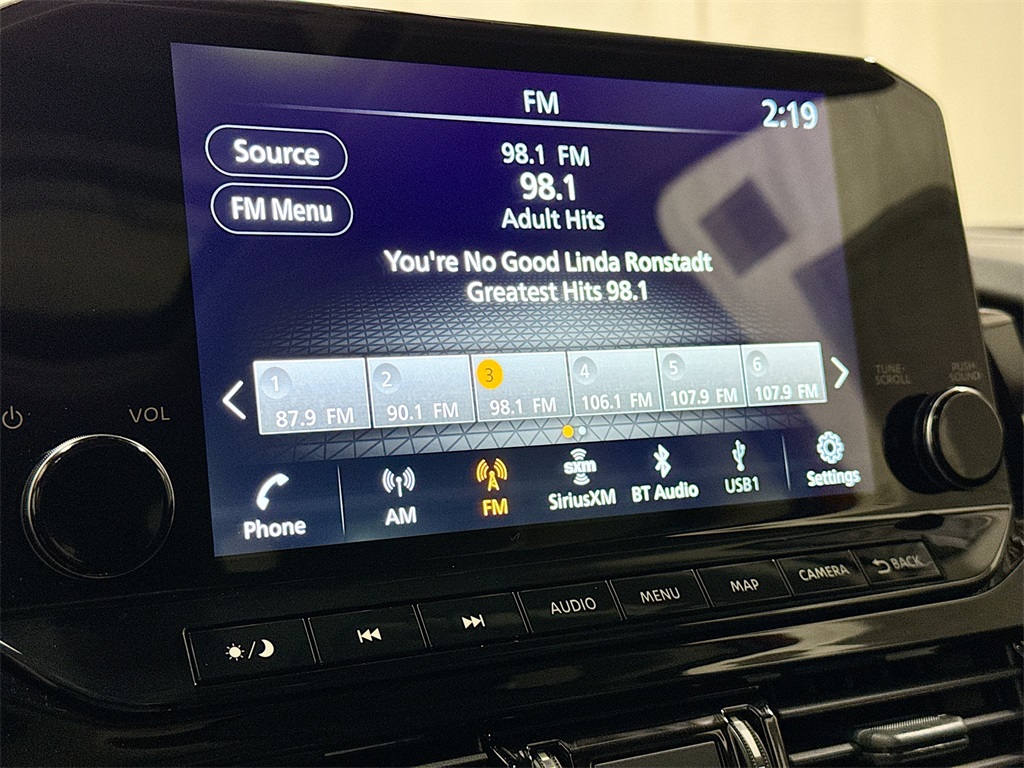 FM
2:19
Source
98.1 FM
98.1
FM Menu
Adult Hits
You're No Good Linda Ronstadt
Greatest Hits 98.1
1 2 3 4 5 6
87.9 FM 90.1 FM 98.1 FM 106.1 FM 107.9 FM 107.9 FM
TUNE·
SCROLL
PUSH·
SOUND
VOL
sxm
Phone AM FM SiriusXM BT Audio USB1 Settings
AUDIO MENU MAP CAMERA BACK